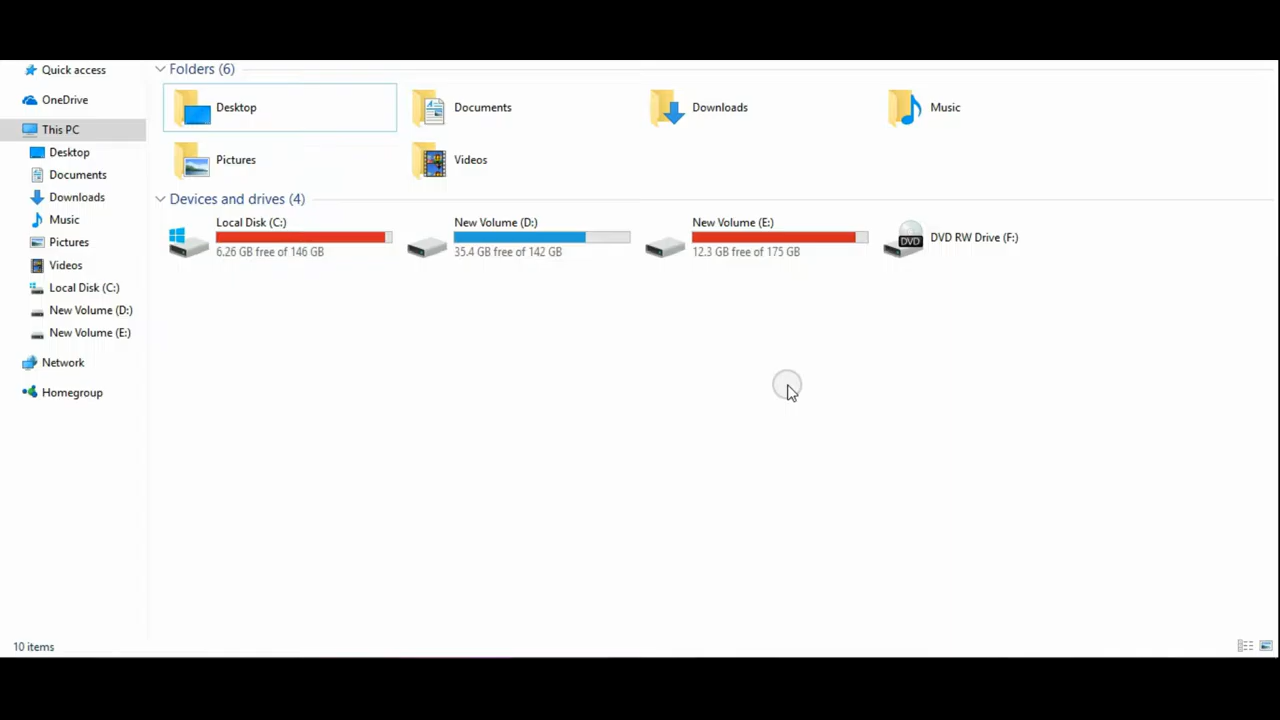 Quick access
OneDrive
This PC
Desktop
Documents
Downloads
Music
Pictures
Videos
Local Disk (C:)
New Volume (D:)
New Volume (E:)
Network
Homegroup
Folders (6)
Desktop
Documents
Downloads
Music
Pictures
Videos
Devices and drives (4)
Local Disk (C:)
6.26 GB free of 146 GB
New Volume (D:)
35.4 GB free of 142 GB
New Volume (E:)
12.3 GB free of 175 GB
DVD
DVD RW Drive (F:)
10 items